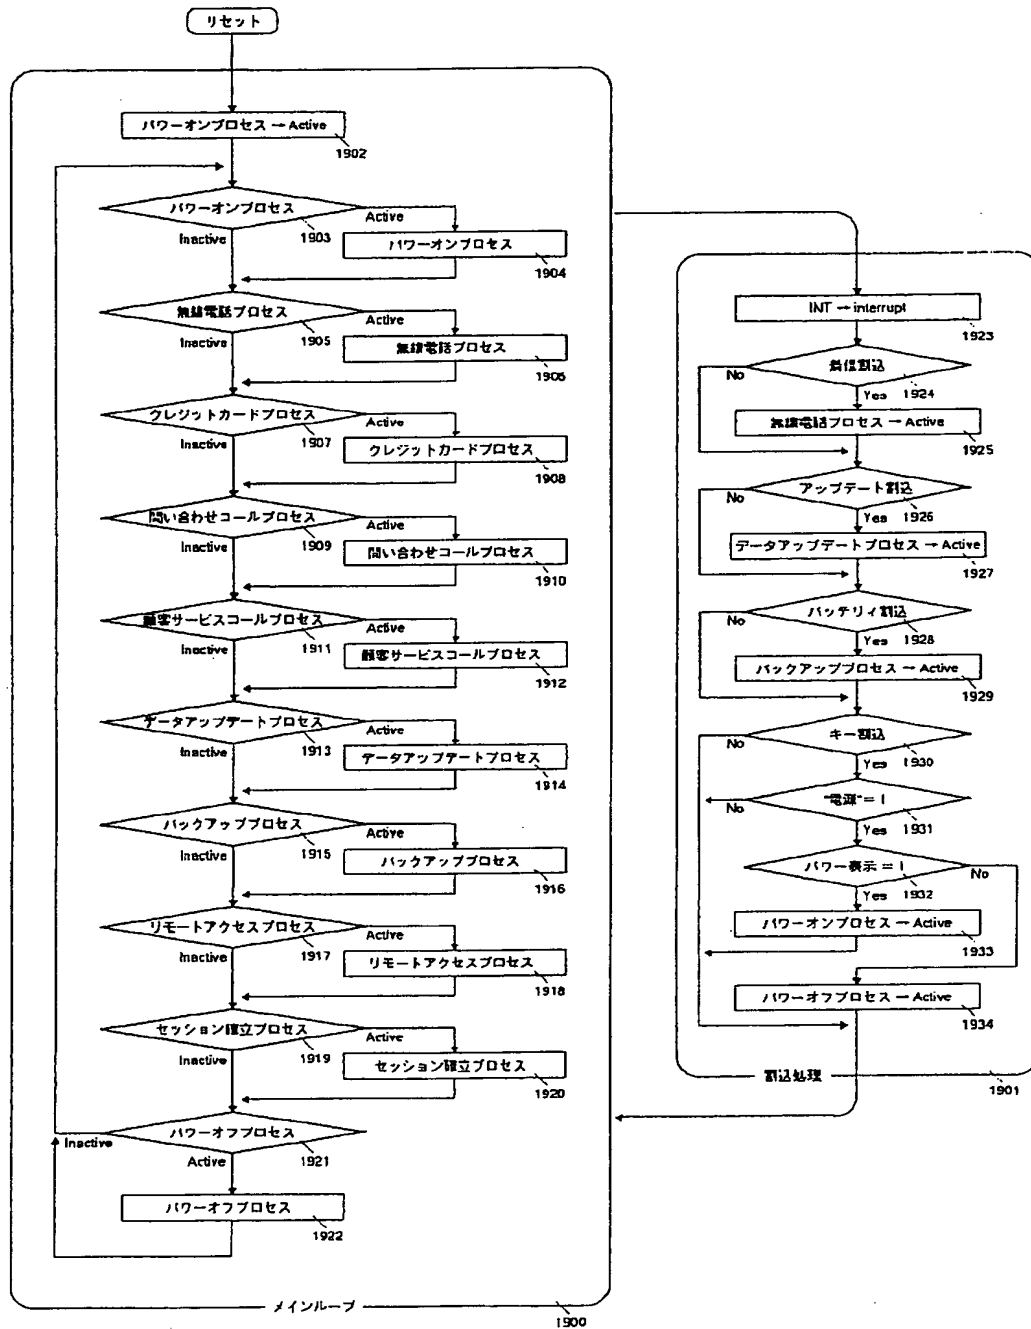 リセット
パワーオンプロセス → Active
1902
パワーオンプロセス
Active
1903
Inactive
パワーオンプロセス
1904
無線電話プロセス
Active
1905
Inactive
無線電話プロセス
1906
クレジットカードプロセス
Active
1907
Inactive
クレジットカードプロセス
1908
問い合わせコールプロセス
Active
1909
Inactive
問い合わせコールプロセス
1910
顧客サービスコールプロセス
Active
1911
Inactive
顧客サービスコールプロセス
1912
データアップデートプロセス
Active
1913
Inactive
データアップデートプロセス
1914
バックアッププロセス
Active
1915
Inactive
バックアッププロセス
1916
リモートアクセスプロセス
Active
1917
Inactive
リモートアクセスプロセス
1918
セッション確立プロセス
Active
1919
Inactive
セッション確立プロセス
1920
パワーオフプロセス
Inactive
1921
Active
パワーオフプロセス
1922
メインループ
1900
INT → interrupt
1923
着信割込
No
1924
Yes
無線電話プロセス → Active
1925
アップデート割込
No
1926
Yes
データアップデートプロセス → Active
1927
バッテリィ割込
No
1928
Yes
バックアッププロセス → Active
1929
キー割込
No
1930
Yes
"電源" = 1
No
1931
Yes
パワー表示 = 1
No
1932
Yes
パワーオンプロセス → Active
1933
パワーオフプロセス → Active
1934
割込処理
1901